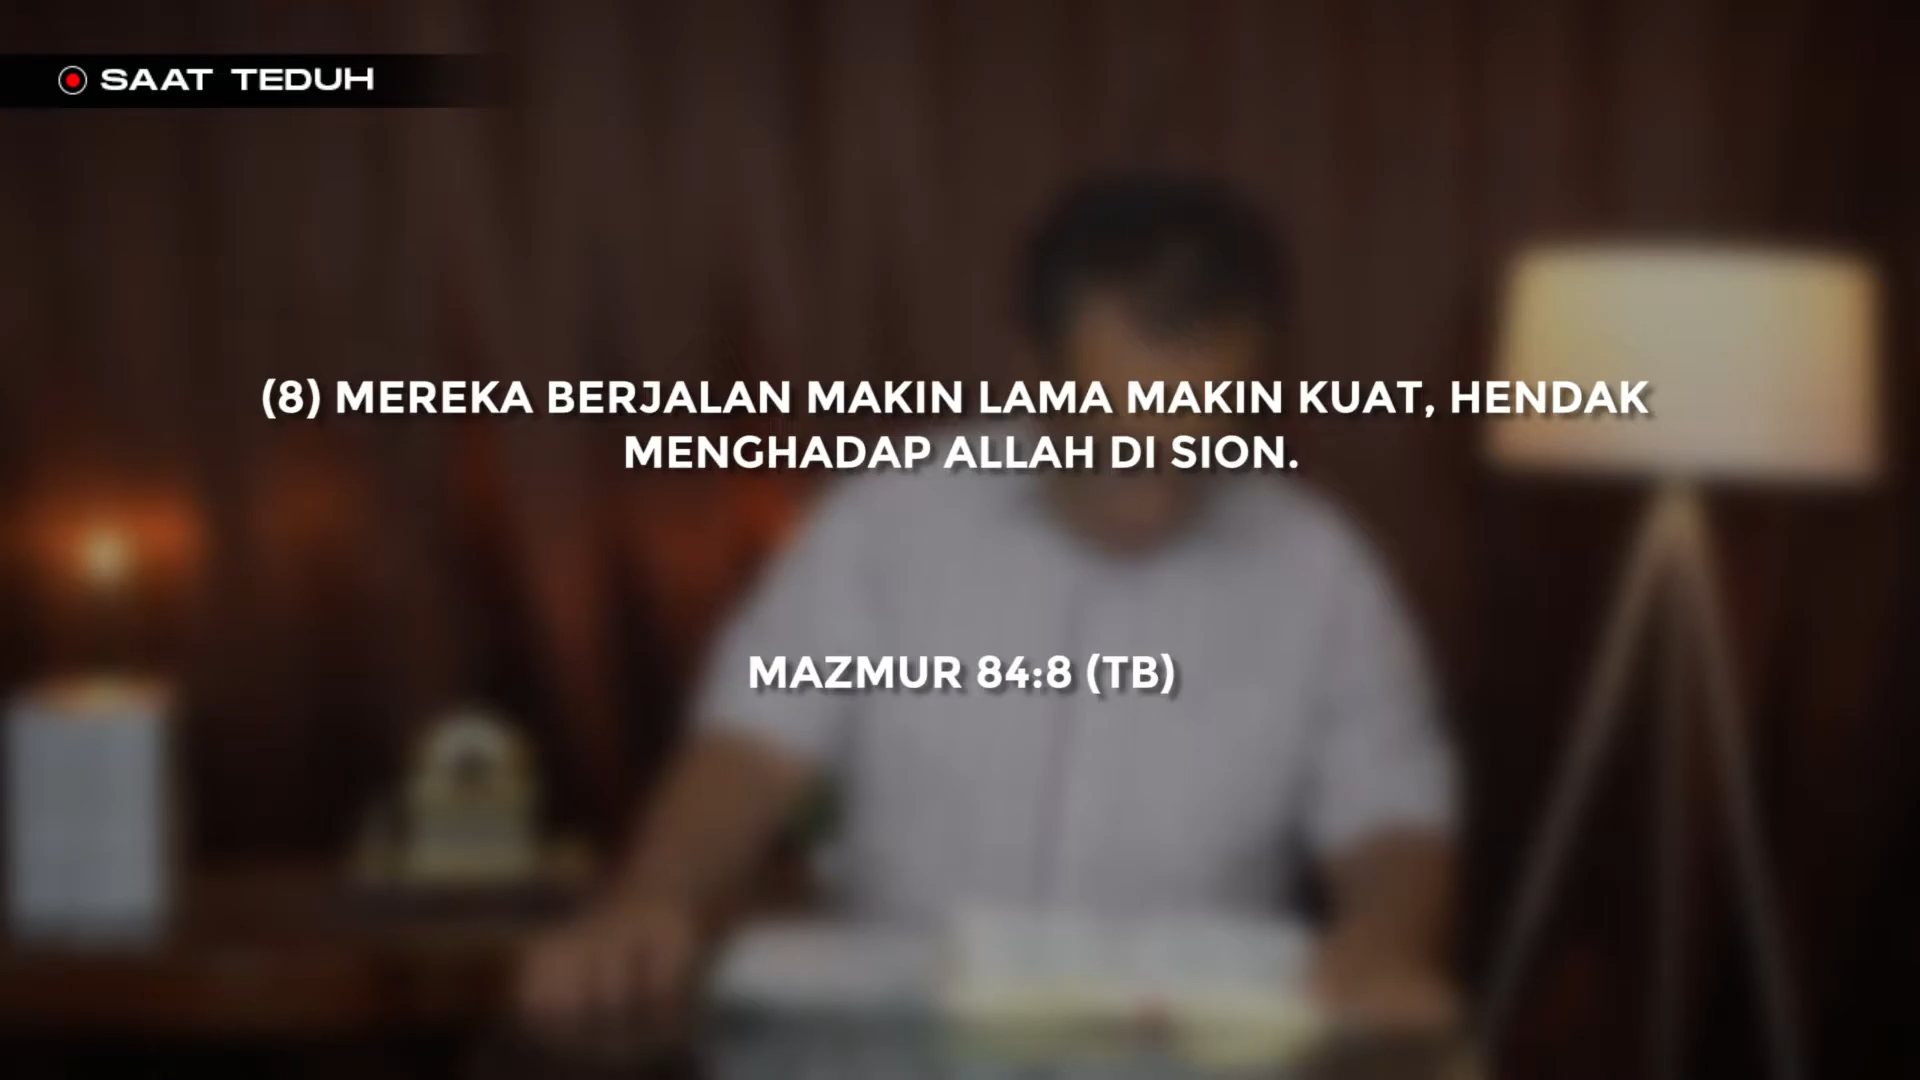 SAAT TEDUH
(8) MEREKA BERJALAN MAKIN LAMA MAKIN KUAT, HENDAK
MENGHADAP ALLAH DI SION.
MAZMUR 84:8 (TB)